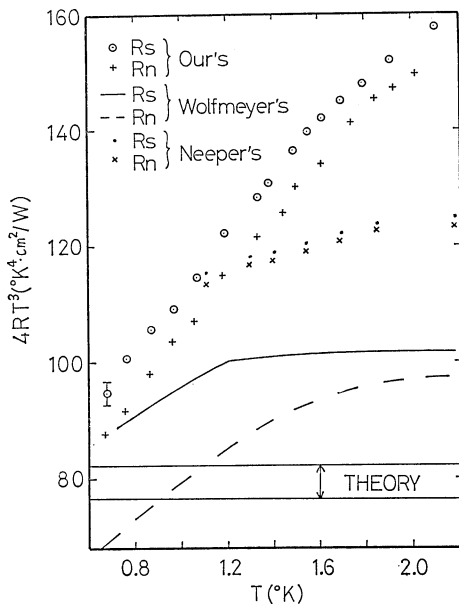 160
140
120
100
80
4RT³(°K⁴·cm²/W)
⊙ Rs
+ Rn
} Our's
Rs
Rn
} Wolfmeyer's
• Rs
× Rn
} Neeper's
THEORY
0.8 1.2 1.6 2.0
T(°K)